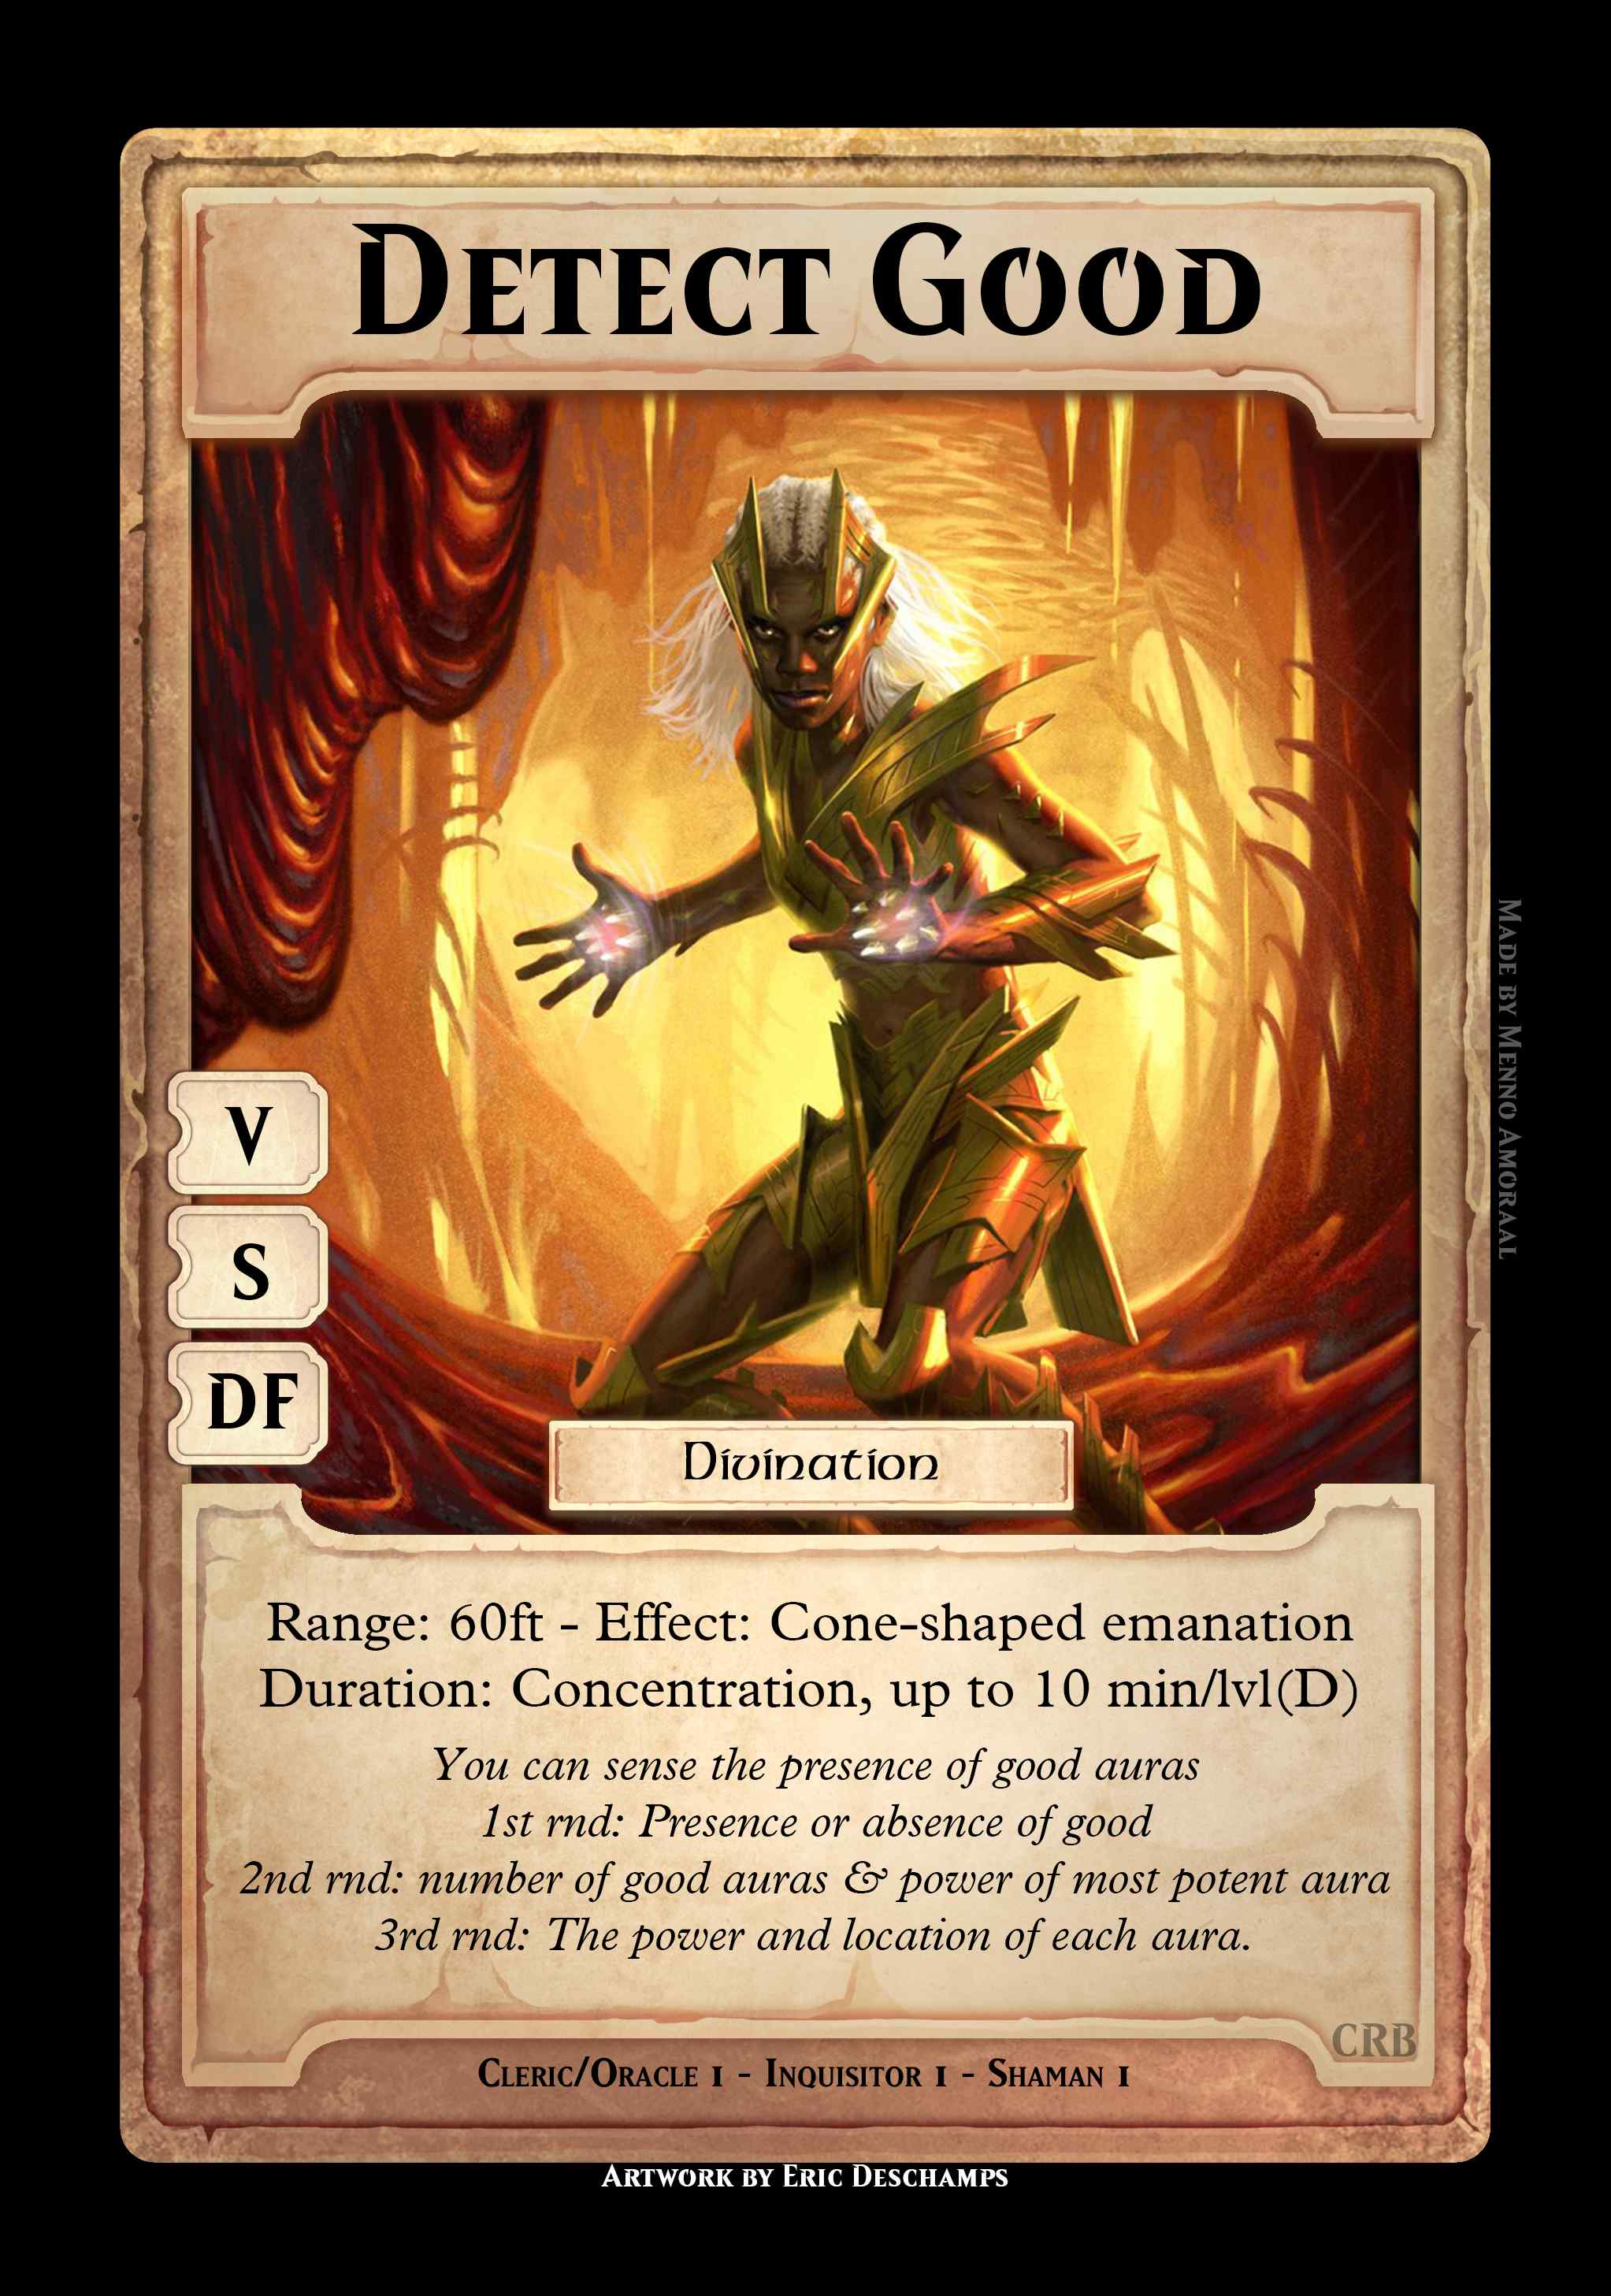 Detect Good
V
S
DF
Divination
Range: 60ft - Effect: Cone-shaped emanation
Duration: Concentration, up to 10 min/lvl(D)
You can sense the presence of good auras
1st rnd: Presence or absence of good
2nd rnd: number of good auras & power of most potent aura
3rd rnd: The power and location of each aura.
CRB
Cleric/Oracle 1 - Inquisitor 1 - Shaman 1
Artwork by Eric Deschamps
Made by Menno Amoraal